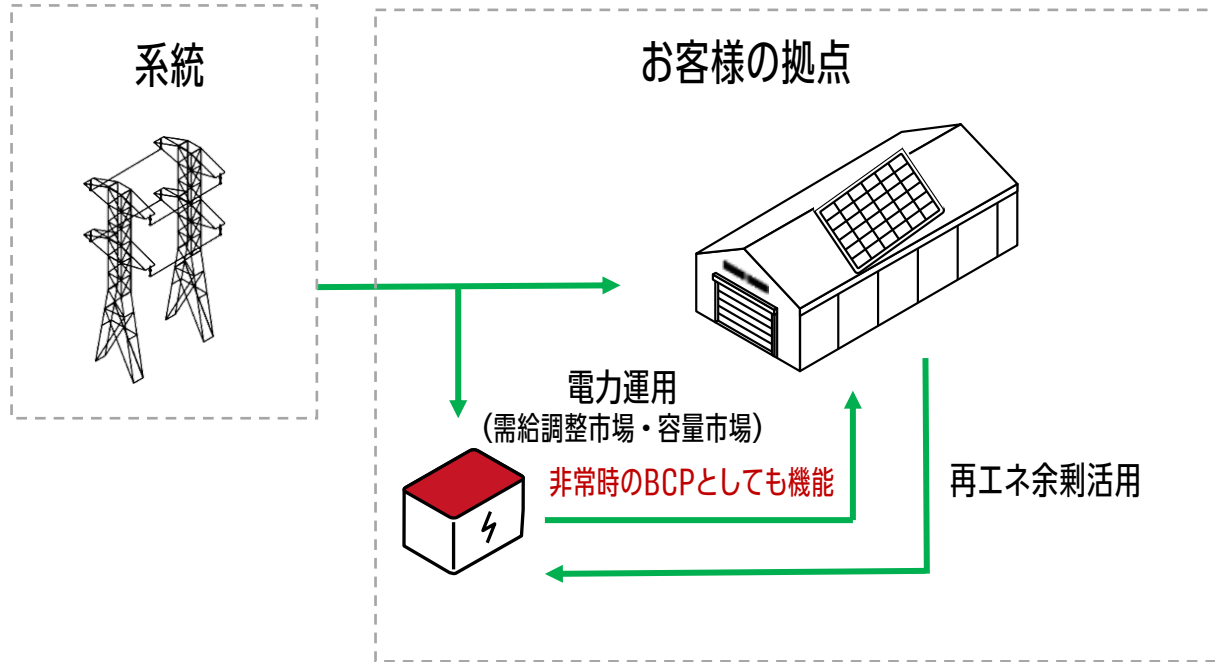 系統
お客様の拠点
電力運用
（需給調整市場・容量市場）
非常時のBCPとしても機能
再エネ余剰活用